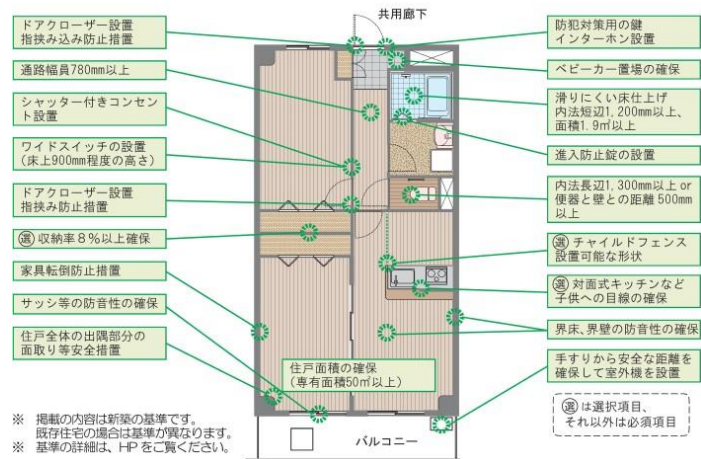 共用廊下
ドアクローザー設置
指挟み込み防止措置
通路幅員780mm以上
シャッター付きコンセン
ト設置
ワイドスイッチの設置
(床上900mm程度の高さ)
ドアクローザー設置
指挟み防止措置
選 収納率8%以上確保
家具転倒防止措置
サッシ等の防音性の確保
住戸全体の出隅部分の
面取り等安全措置
防犯対策用の鍵
インターホン設置
ベビーカー置場の確保
滑りにくい床仕上げ
内法短辺1,200mm以上、
面積1.9㎡以上
進入防止錠の設置
内法長辺1,300mm以上 or
便器と壁との距離500mm
以上
選 チャイルドフェンス
設置可能な形状
選 対面式キッチンなど
子供への目線の確保
界床、界壁の防音性の確保
手すりから安全な距離を
確保して室外機を設置
住戸面積の確保
(専有面積50㎡以上)
バルコニー
選は選択項目、
それ以外は必須項目
※ 掲載の内容は新築の基準です。
既存住宅の場合は基準が異なります。
※ 基準の詳細は、HPをご覧ください。